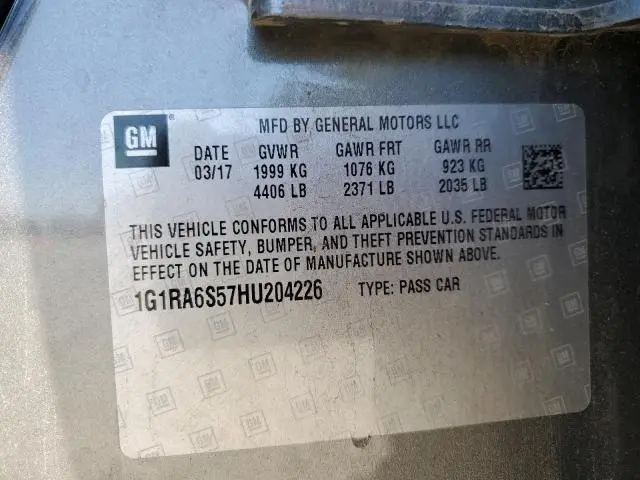 GM ®
MFD BY GENERAL MOTORS LLC
DATE GVWR GAWR FRT GAWR RR
03/17 1999 KG 1076 KG 923 KG
4406 LB 2371 LB 2035 LB
THIS VEHICLE CONFORMS TO ALL APPLICABLE U.S. FEDERAL MOTOR
VEHICLE SAFETY, BUMPER, AND THEFT PREVENTION STANDARDS IN
EFFECT ON THE DATE OF MANUFACTURE SHOWN ABOVE.
1G1RA6S57HU204226 TYPE: PASS CAR